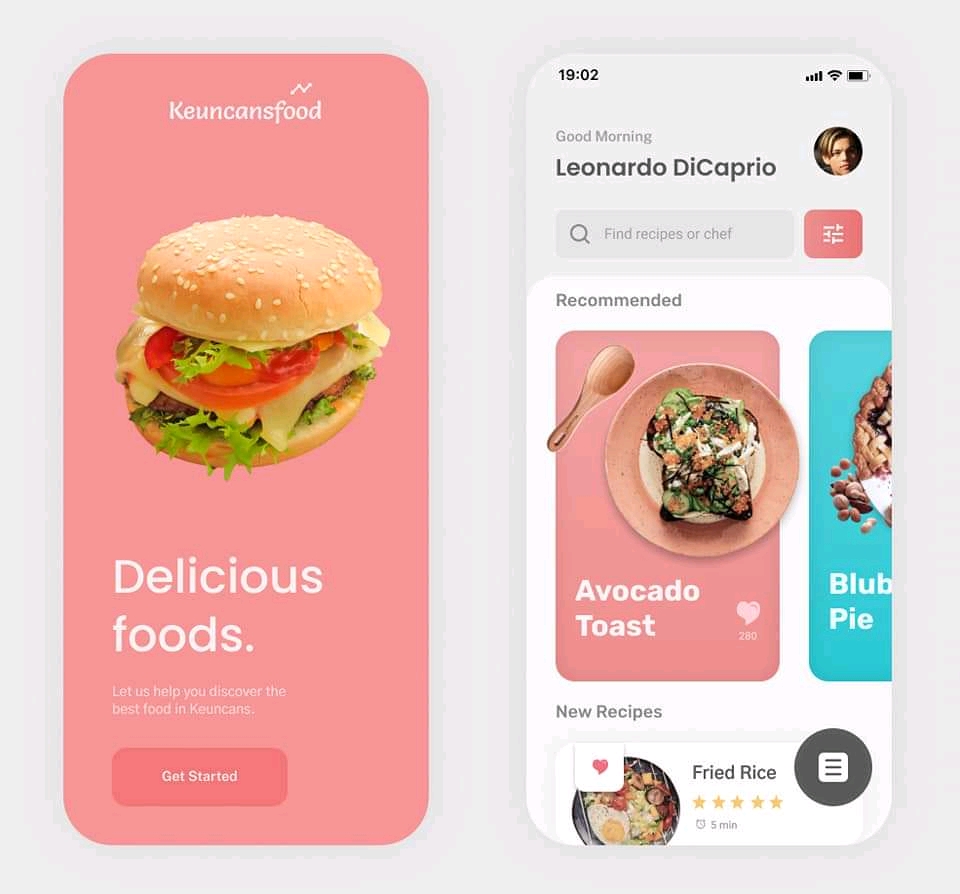 Keuncansfood
Delicious
foods.
Let us help you discover the
best food in Keuncans.
Get Started
19:02
Good Morning
Leonardo DiCaprio
Find recipes or chef
Recommended
Avocado
Toast
280
Blub
Pie
New Recipes
Fried Rice
5 min